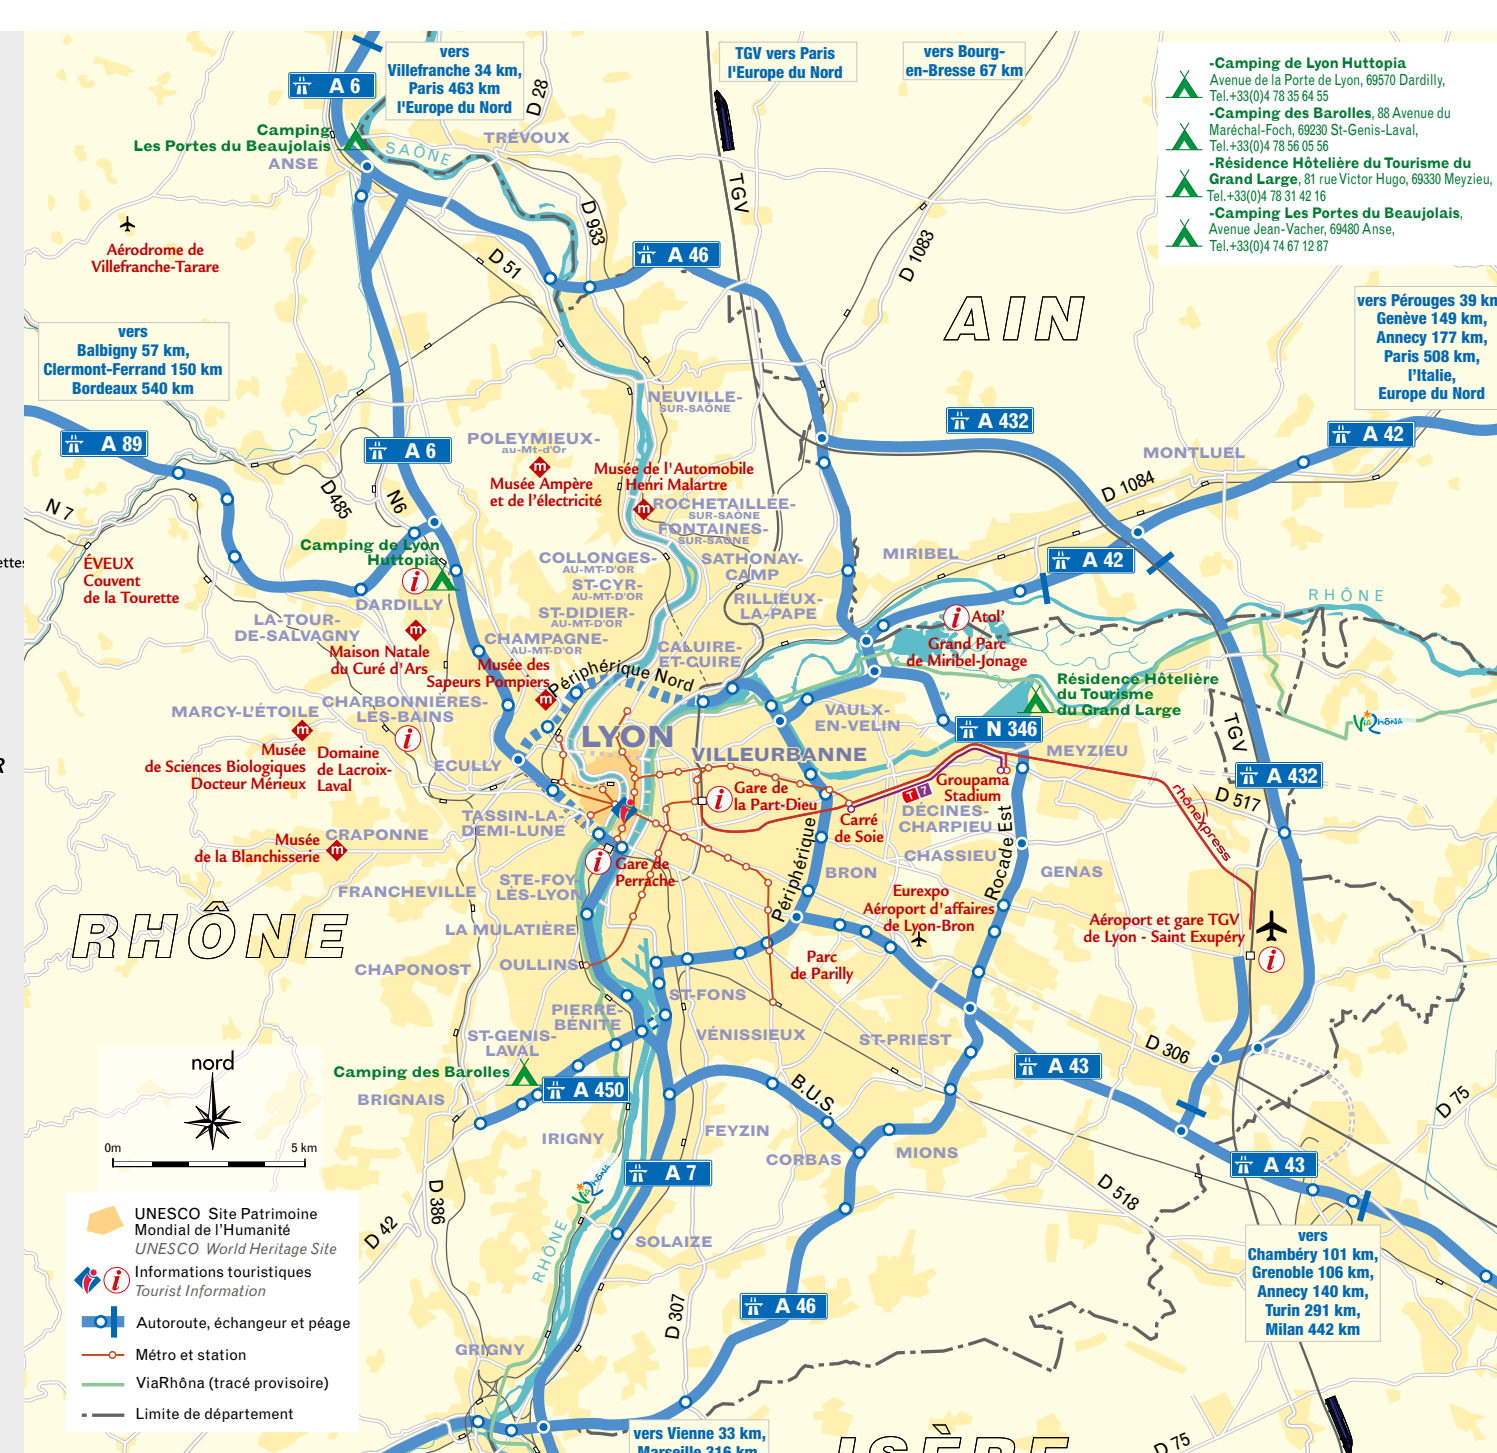 vers
Villefranche 34 km,
Paris 463 km
l'Europe du Nord
TGV vers Paris
l'Europe du Nord
vers Bourg-
en-Bresse 67 km
-Camping de Lyon Huttopia
Avenue de la Porte de Lyon, 69570 Dardilly,
Tel.+33(0)4 78 35 64 55
-Camping des Barolles, 88 Avenue du
Maréchal-Foch, 69230 St-Genis-Laval,
Tel.+33(0)4 78 56 05 56
-Résidence Hôtelière du Tourisme du
Grand Large, 81 rue Victor Hugo, 69330 Meyzieu,
Tel.+33(0)4 78 31 42 16
-Camping Les Portes du Beaujolais,
Avenue Jean-Vacher, 69480 Anse,
Tel.+33(0)4 74 67 12 87
A 6
D 28
Camping
Les Portes du Beaujolais
ANSE
SAÔNE
TRÉVOUX
TGV
D 933
D 51
A 46
D 1083
Aérodrome de
Villefranche-Tarare
AIN
vers Pérouges 39 km
Genève 149 km,
Annecy 177 km,
Paris 508 km,
l'Italie,
Europe du Nord
vers
Balbigny 57 km,
Clermont-Ferrand 150 km
Bordeaux 540 km
A 89
A 6
NEUVILLE-
SUR-SAÔNE
A 432
A 42
MONTLUEL
D 1084
POLEYMIEUX-
au-Mt-d'Or
Musée Ampère
et de l'électricité
Musée de l'Automobile
Henri Malartre
ROCHETAILLÉE-
SUR-SAÔNE
FONTAINES-
SUR-SAÔNE
N 7
D485
N6
ettes
ÉVEUX
Couvent
de la Tourette
Camping de Lyon
Huttopia
DARDILLY
COLLONGES-
AU-MT-D'OR
ST-CYR-
AU-MT-D'OR
ST-DIDIER-
AU-MT-D'OR
CHAMPAGNE-
AU-MT-D'OR
SATHONAY-
CAMP
RILLIEUX-
LA-PAPE
MIRIBEL
A 42
RHÔNE
Atol'
Grand Parc
de Miribel-Jonage
LA-TOUR-
DE-SALVAGNY
Maison Natale
du Curé d'Ars
Musée des
Sapeurs Pompiers
CALUIRE-
ET-CUIRE
Périphérique Nord
Résidence Hôtelière
du Tourisme
du Grand Large
ViaRhôna
MARCY-L'ÉTOILE
CHARBONNIÈRES-
LES-BAINS
Musée
de Sciences Biologiques
Docteur Mérieux
Domaine
de Lacroix-
Laval
R
ECULLY
LYON
VILLEURBANNE
VAULX-
EN-VELIN
N 346
MEYZIEU
TGV
A 432
D 517
Gare de
la Part-Dieu
Groupama
Stadium
T 7
DÉCINES-
CHARPIEU
Carré
de Soie
rhônexpress
TASSIN-LA-
DEMI-LUNE
CRAPONNE
Musée
de la Blanchisserie
FRANCHEVILLE
Gare de
Perrache
STE-FOY-
LÈS-LYON
Périphérique
Rocade Est
CHASSIEU
BRON
GENAS
Eurexpo
Aéroport d'affaires
de Lyon-Bron
Aéroport et gare TGV
de Lyon - Saint Exupéry
RHÔNE
LA MULATIÈRE
CHAPONOST
OULLINS
Parc
de Parilly
ST-FONS
PIERRE-
BÉNITE
VÉNISSIEUX
ST-PRIEST
ST-GENIS-
LAVAL
Camping des Barolles
A 450
BRIGNAIS
D 306
A 43
B.U.S.
D 75
nord
0m
5 km
IRIGNY
FEYZIN
CORBAS
MIONS
A 7
A 43
D 518
D 386
D 42
ViaRhôna
RHÔNE
SOLAIZE
D 307
A 46
vers
Chambéry 101 km,
Grenoble 106 km,
Annecy 140 km,
Turin 291 km,
Milan 442 km
UNESCO Site Patrimoine
Mondial de l'Humanité
UNESCO World Heritage Site
Informations touristiques
Tourist Information
Autoroute, échangeur et péage
Métro et station
ViaRhôna (tracé provisoire)
Limite de département
GRIGNY
vers Vienne 33 km,
Marseille 316 km
ISÈRE
D 75